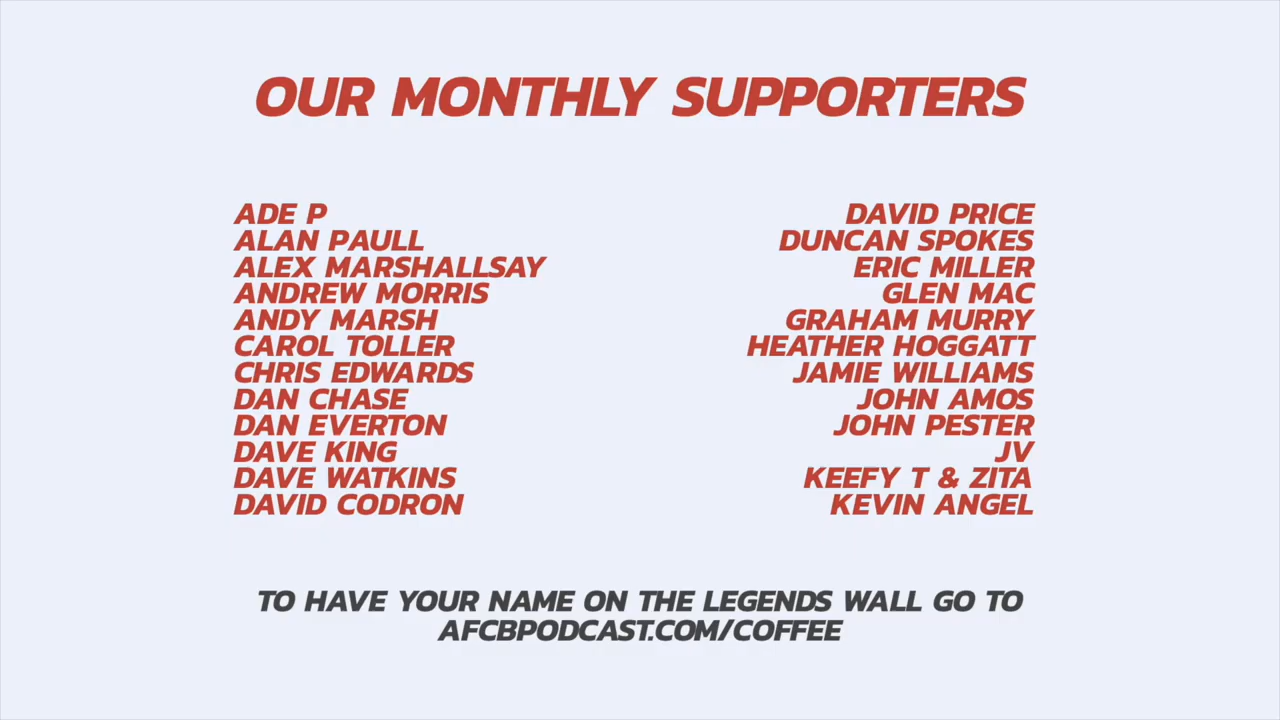 OUR MONTHLY SUPPORTERS
ADE P
ALAN PAULL
ALEX MARSHALLSAY
ANDREW MORRIS
ANDY MARSH
CAROL TOLLER
CHRIS EDWARDS
DAN CHASE
DAN EVERTON
DAVE KING
DAVE WATKINS
DAVID CODRON
DAVID PRICE
DUNCAN SPOKES
ERIC MILLER
GLEN MAC
GRAHAM MURRY
HEATHER HOGGATT
JAMIE WILLIAMS
JOHN AMOS
JOHN PESTER
JV
KEEFY T & ZITA
KEVIN ANGEL
TO HAVE YOUR NAME ON THE LEGENDS WALL GO TO
AFCBPODCAST.COM/COFFEE